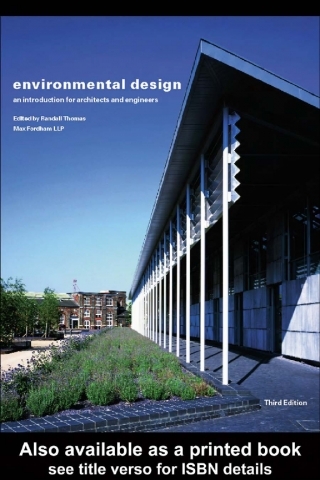 environmental design
an introduction for architects and engineers
Edited by Randall Thomas
Max Fordham LLP
Third Edition
Also available as a printed book
see title verso for ISBN details